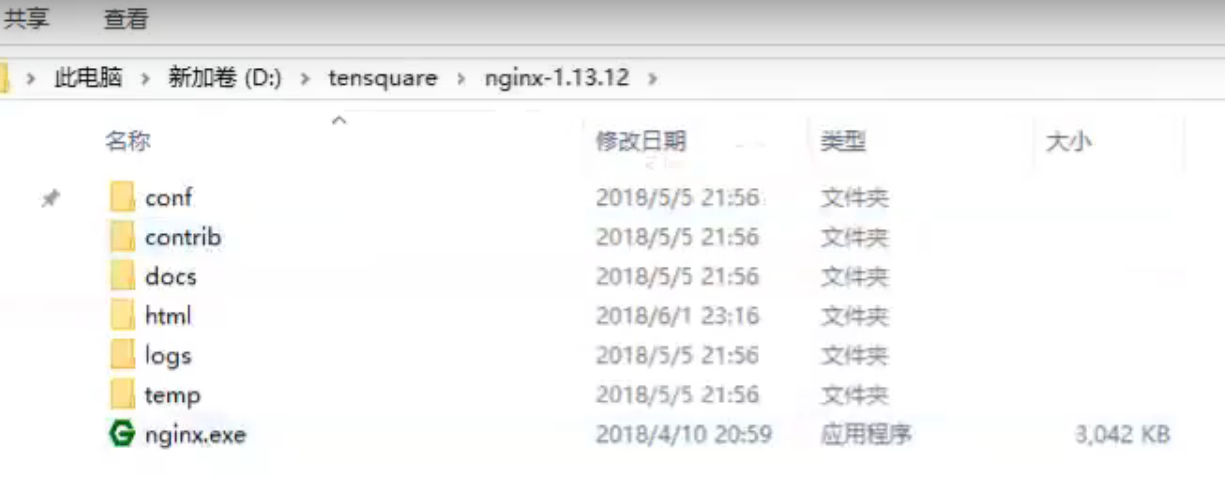 共享 查看
此电脑 新加卷 (D:) tensquare nginx-1.13.12
名称 修改日期 类型 大小
conf 2018/5/5 21:56 文件夹
contrib 2018/5/5 21:56 文件夹
docs 2018/5/5 21:56 文件夹
html 2018/6/1 23:16 文件夹
logs 2018/5/5 21:56 文件夹
temp 2018/5/5 21:56 文件夹
nginx.exe 2018/4/10 20:59 应用程序 3,042 KB